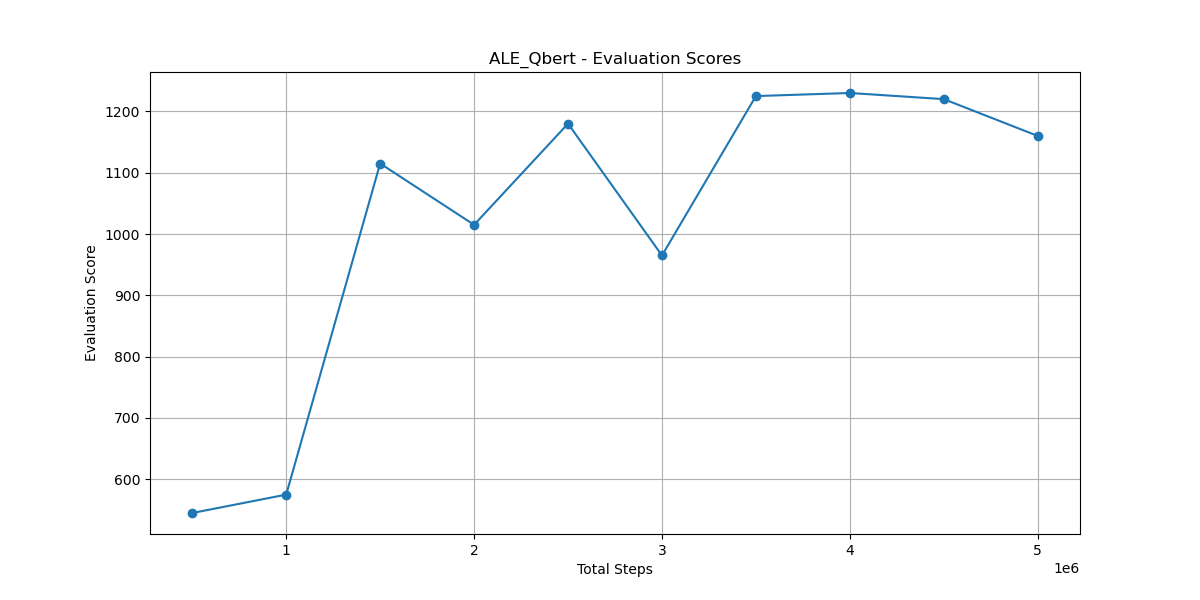 ALE_Qbert - Evaluation Scores
Evaluation Score
1200
1100
1000
900
800
700
600
1 2 3 4 5
1e6
Total Steps